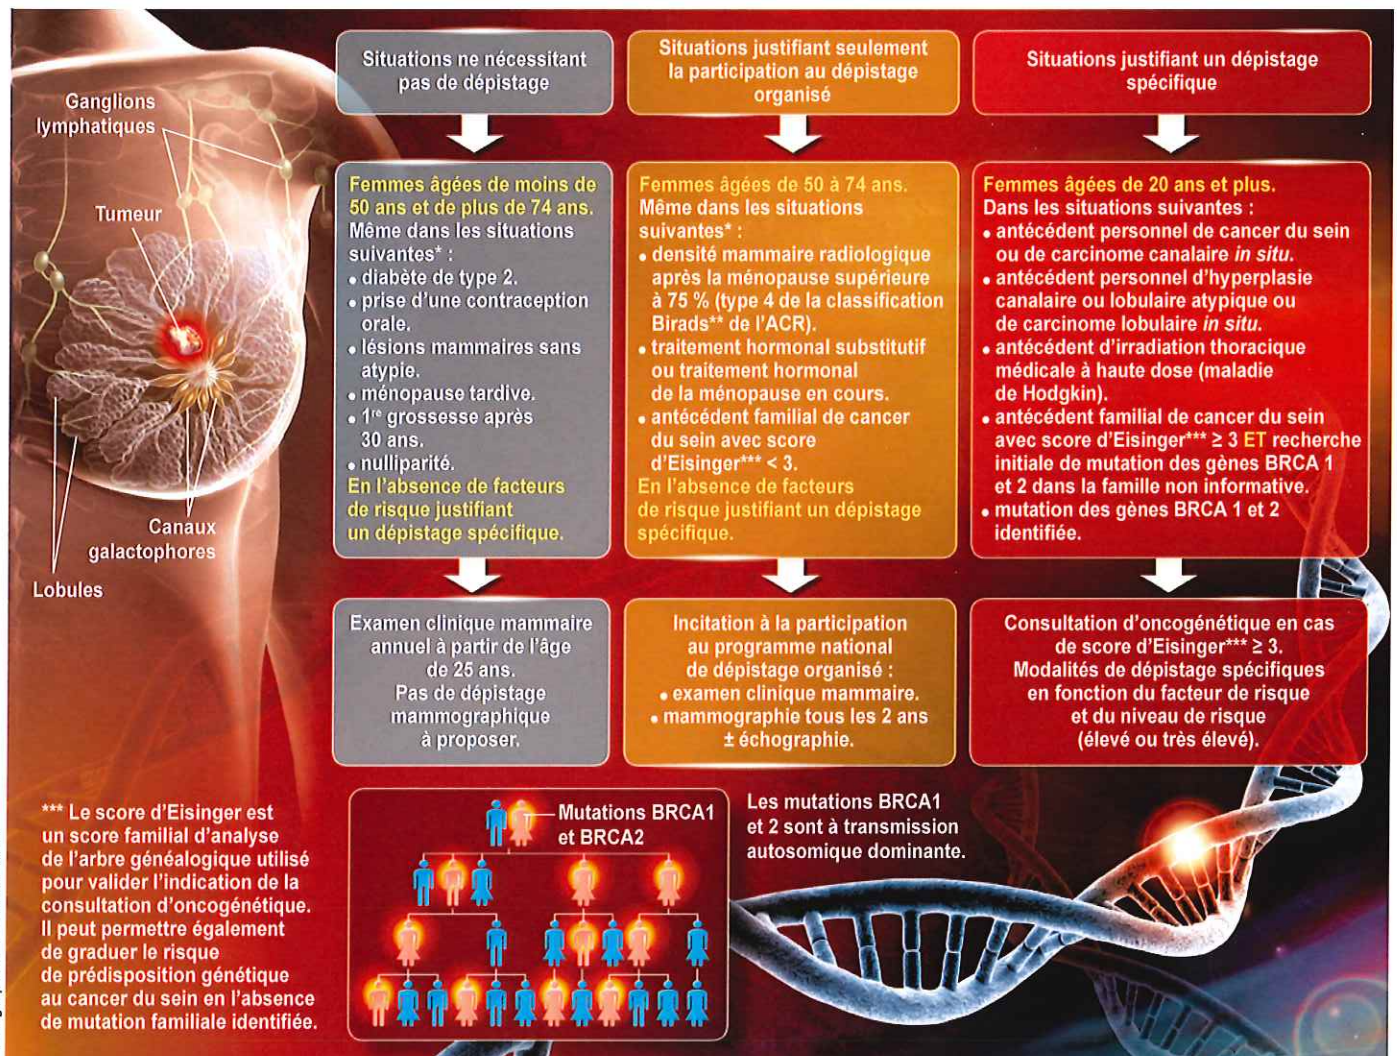 Ganglions
lymphatiques
Tumeur
Canaux
galactophores
Lobules
Situations ne nécessitant
pas de dépistage
Femmes âgées de moins de
50 ans et de plus de 74 ans.
Même dans les situations
suivantes* :
• diabète de type 2.
• prise d'une contraception
orale.
• lésions mammaires sans
atypie.
• ménopause tardive.
• 1re grossesse après
30 ans.
• nulliparité.
En l'absence de facteurs
de risque justifiant
un dépistage spécifique.
Examen clinique mammaire
annuel à partir de l'âge
de 25 ans.
Pas de dépistage
mammographique
à proposer.
Situations justifiant seulement
la participation au dépistage
organisé
Femmes âgées de 50 à 74 ans.
Même dans les situations
suivantes* :
• densité mammaire radiologique
après la ménopause supérieure
à 75 % (type 4 de la classification
Birads** de l'ACR).
• traitement hormonal substitutif
ou traitement hormonal
de la ménopause en cours.
• antécédent familial de cancer
du sein avec score
d'Eisinger*** < 3.
En l'absence de facteurs
de risque justifiant un dépistage
spécifique.
Incitation à la participation
au programme national
de dépistage organisé :
• examen clinique mammaire.
• mammographie tous les 2 ans
± échographie.
Situations justifiant un dépistage
spécifique
Femmes âgées de 20 ans et plus.
Dans les situations suivantes :
• antécédent personnel de cancer du sein
ou de carcinome canalaire in situ.
• antécédent personnel d'hyperplasie
canalaire ou lobulaire atypique ou
de carcinome lobulaire in situ.
• antécédent d'irradiation thoracique
médicale à haute dose (maladie
de Hodgkin).
• antécédent familial de cancer du sein
avec score d'Eisinger*** ≥ 3 ET recherche
initiale de mutation des gènes BRCA 1
et 2 dans la famille non informative.
• mutation des gènes BRCA 1 et 2
identifiée.
Consultation d'oncogénétique en cas
de score d'Eisinger*** ≥ 3.
Modalités de dépistage spécifiques
en fonction du facteur de risque
et du niveau de risque
(élevé ou très élevé).
*** Le score d'Eisinger est
un score familial d'analyse
de l'arbre généalogique utilisé
pour valider l'indication de la
consultation d'oncogénétique.
Il peut permettre également
de graduer le risque
de prédisposition génétique
au cancer du sein en l'absence
de mutation familiale identifiée.
Mutations BRCA1
et BRCA2
Les mutations BRCA1
et 2 sont à transmission
autosomique dominante.